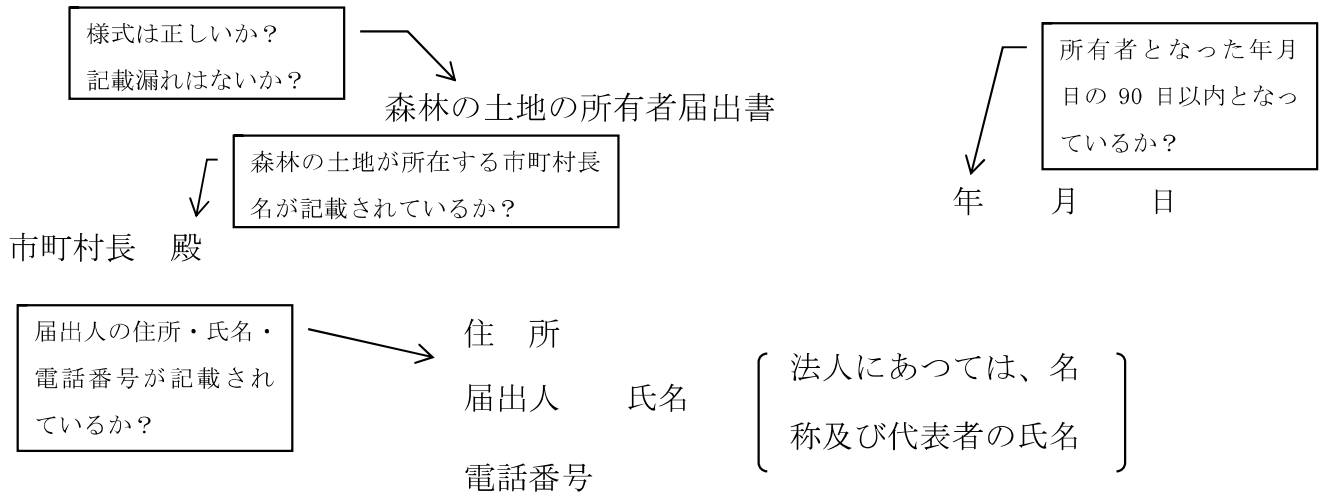 様式は正しいか？
記載漏れはないか？
所有者となった年月
日の 90 日以内となっ
ているか？
森林の土地の所有者届出書
森林の土地が所在する市町村長
名が記載されているか？
年　月　日
市町村長　殿
届出人の住所・氏名・
電話番号が記載され
ているか？
住　所
届出人　氏名
法人にあつては、名
称及び代表者の氏名
電話番号